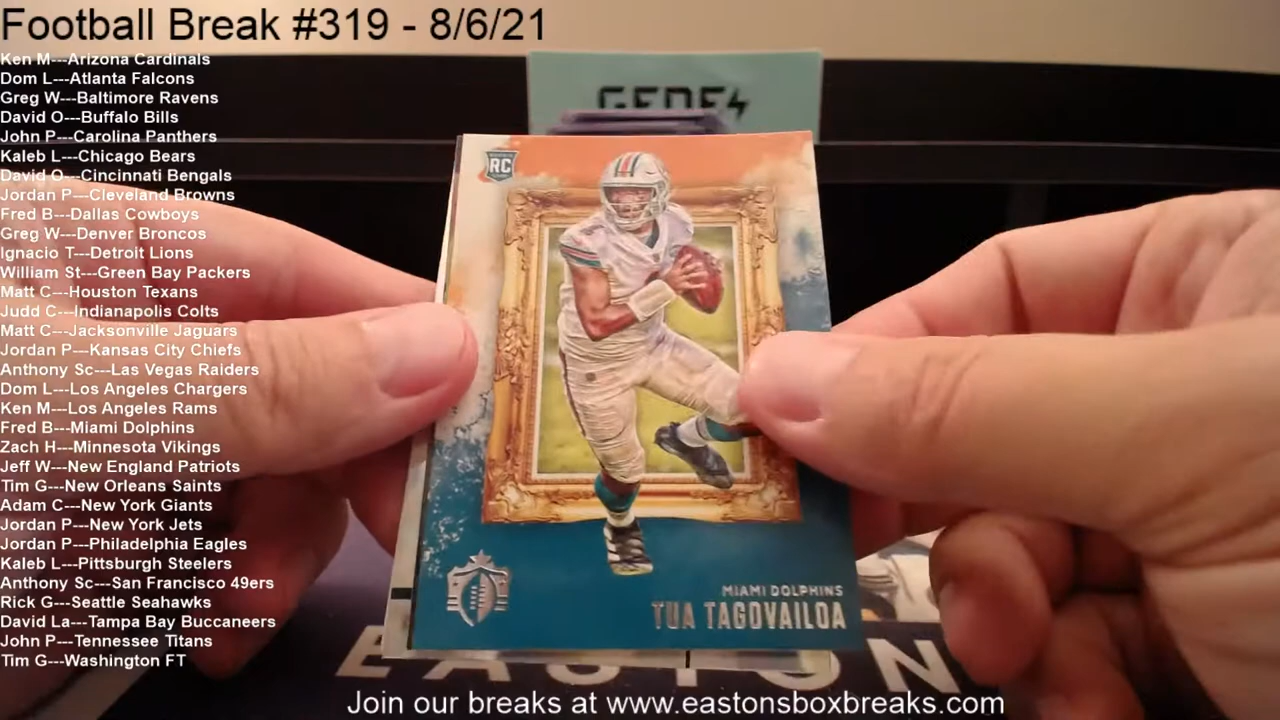 Football Break #319 - 8/6/21
Ken M---Arizona Cardinals
Dom L---Atlanta Falcons
Greg W---Baltimore Ravens
David O---Buffalo Bills
John P---Carolina Panthers
Kaleb L---Chicago Bears
David O---Cincinnati Bengals
Jordan P---Cleveland Browns
Fred B---Dallas Cowboys
Greg W---Denver Broncos
Ignacio T---Detroit Lions
William St---Green Bay Packers
Matt C---Houston Texans
Judd C---Indianapolis Colts
Matt C---Jacksonville Jaguars
Jordan P---Kansas City Chiefs
Anthony Sc---Las Vegas Raiders
Dom L---Los Angeles Chargers
Ken M---Los Angeles Rams
Fred B---Miami Dolphins
Zach H---Minnesota Vikings
Jeff W---New England Patriots
Tim G---New Orleans Saints
Adam C---New York Giants
Jordan P---New York Jets
Jordan P---Philadelphia Eagles
Kaleb L---Pittsburgh Steelers
Anthony Sc---San Francisco 49ers
Rick G---Seattle Seahawks
David La---Tampa Bay Buccaneers
John P---Tennessee Titans
Tim G---Washington FT
RC
MIAMI DOLPHINS
TUA TAGOVAILOA
EASTON
Join our breaks at www.eastonsboxbreaks.com